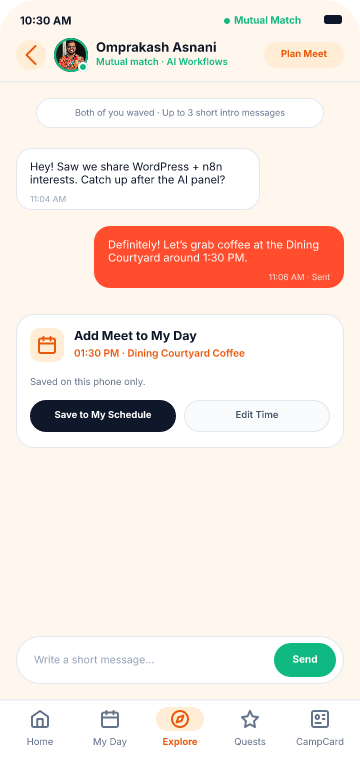 10:30 AM
Mutual Match
Omprakash Asnani
Mutual match · AI Workflows
Plan Meet
Both of you waved · Up to 3 short intro messages
Hey! Saw we share WordPress + n8n
interests. Catch up after the AI panel?
11:04 AM
Definitely! Let's grab coffee at the Dining
Courtyard around 1:30 PM.
11:06 AM · Sent
Add Meet to My Day
01:30 PM · Dining Courtyard Coffee
Saved on this phone only.
Save to My Schedule
Edit Time
Write a short message...
Send
Home
My Day
Explore
Quests
CampCard